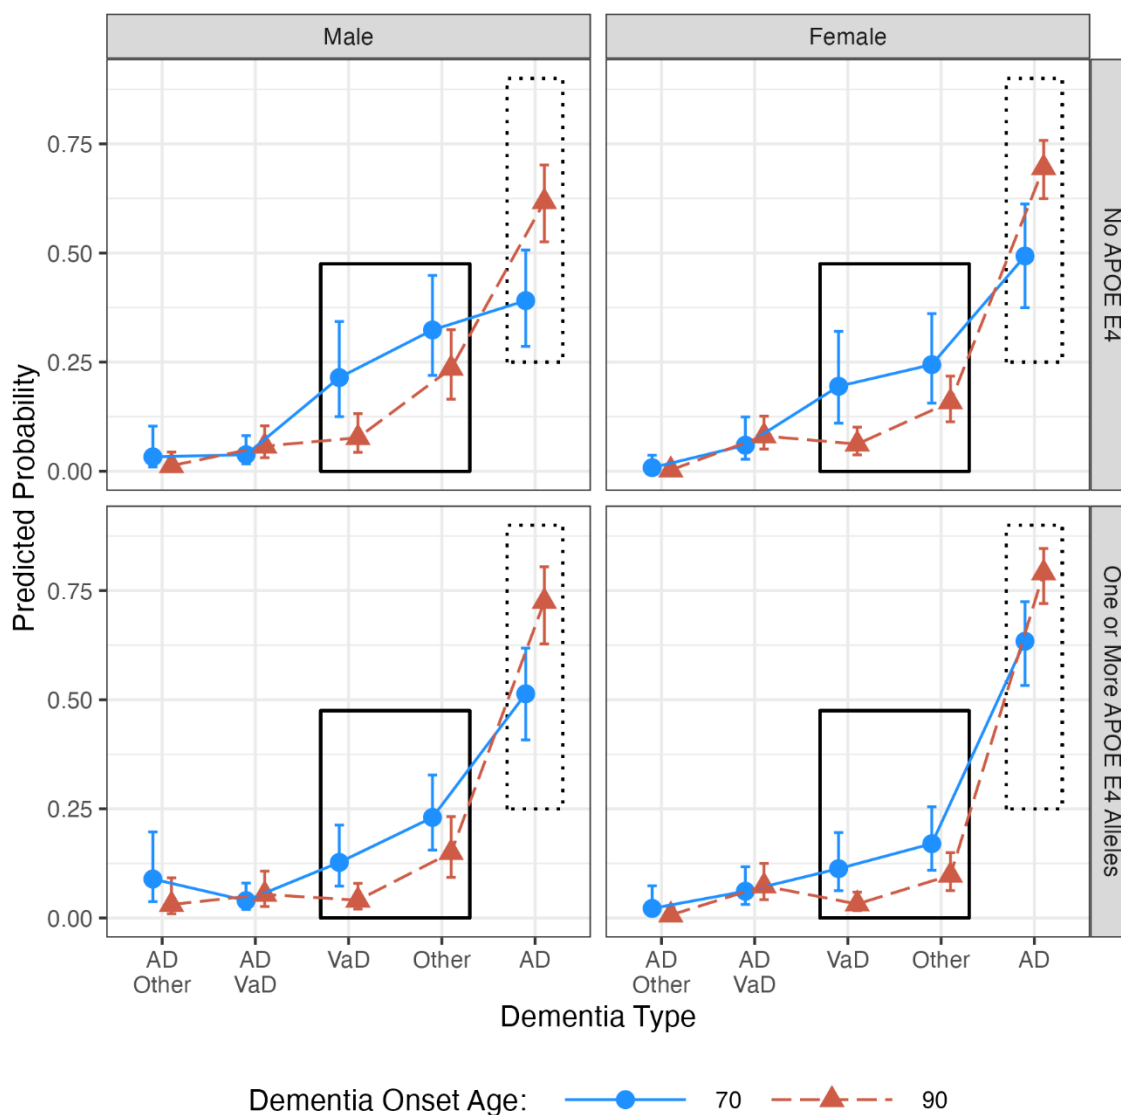 Male
Female
0.75
0.50
0.25
0.00
No APOE E4
0.75
0.50
0.25
0.00
One or More APOE E4 Alleles
Predicted Probability
AD
Other
AD
VaD
VaD
Other
AD
AD
Other
AD
VaD
VaD
Other
AD
Dementia Type
Dementia Onset Age: 70 90